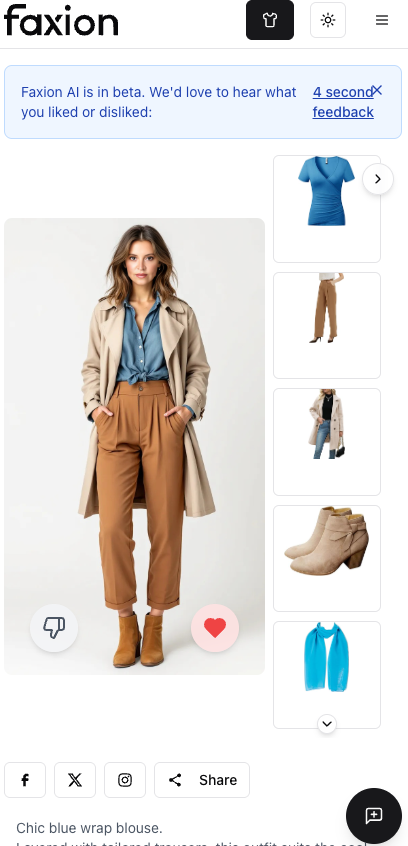 faxion
Faxion AI is in beta. We'd love to hear what
you liked or disliked:
4 second
feedback
Share
Chic blue wrap blouse.